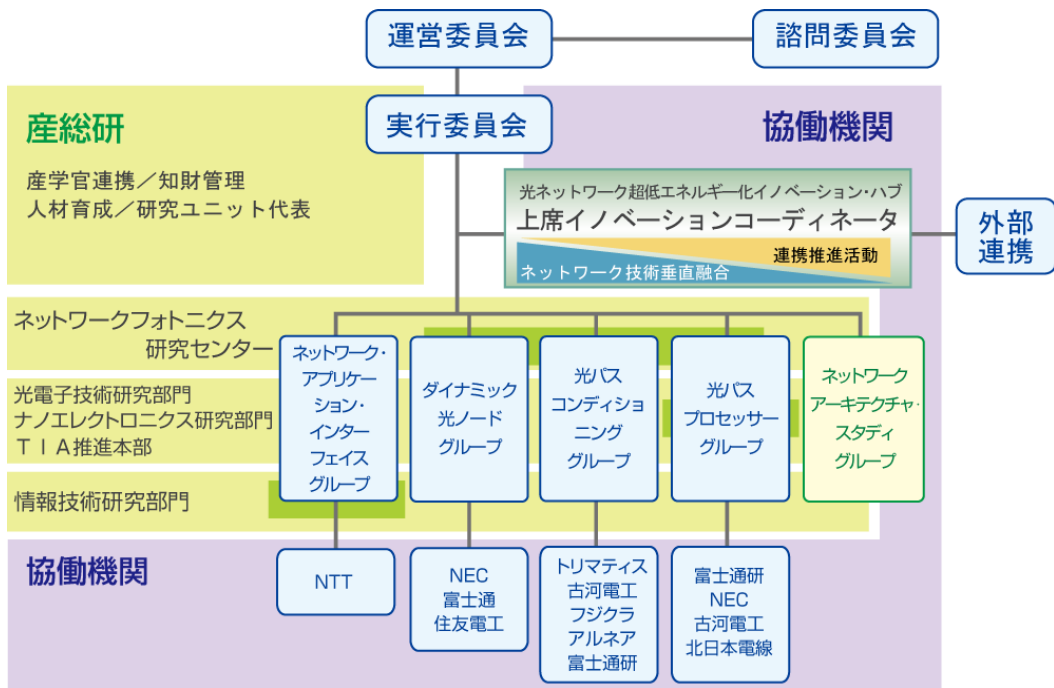 運営委員会
諮問委員会
産総研
実行委員会
協働機関
産学官連携／知財管理
人材育成／研究ユニット代表
光ネットワーク超低エネルギー化イノベーション・ハブ
上席イノベーションコーディネータ
連携推進活動
ネットワーク技術垂直融合
外部
連携
ネットワークフォトニクス
研究センター
光電子技術研究部門
ナノエレクトロニクス研究部門
ＴＩＡ推進本部
情報技術研究部門
ネットワーク・
アプリケー
ション・
インター
フェイス
グループ
ダイナミック
光ノード
グループ
光パス
コンディショ
ニング
グループ
光パス
プロセッサー
グループ
ネットワーク
アーキテクチャ・
スタディ
グループ
協働機関
NTT
NEC
富士通
住友電工
トリマティス
古河電工
フジクラ
アルネア
富士通研
富士通研
NEC
古河電工
北日本電線